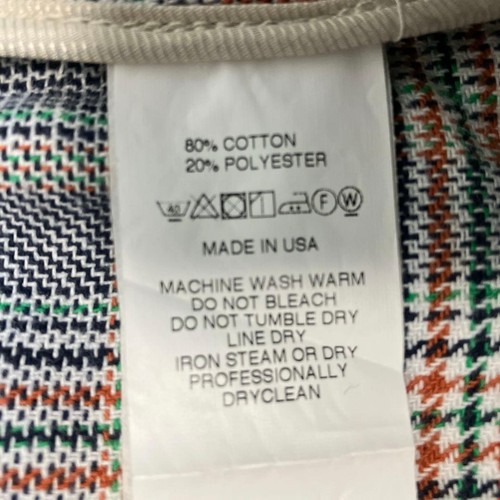 80% COTTON
20% POLYESTER
40 F W
MADE IN USA
MACHINE WASH WARM
DO NOT BLEACH
DO NOT TUMBLE DRY
LINE DRY
IRON STEAM OR DRY
PROFESSIONALLY
DRYCLEAN